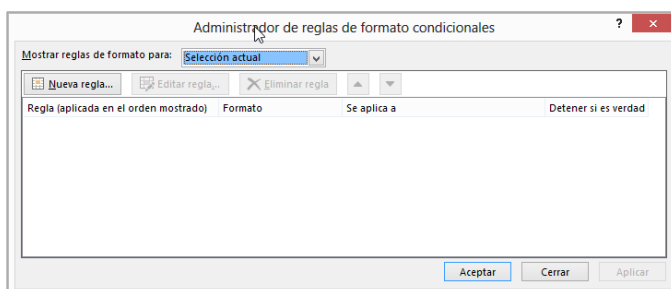 Administrador de reglas de formato condicionales ? ×
Mostrar reglas de formato para: Selección actual
Nueva regla... Editar regla... Eliminar regla
Regla (aplicada en el orden mostrado) Formato Se aplica a Detener si es verdad
Aceptar Cerrar Aplicar